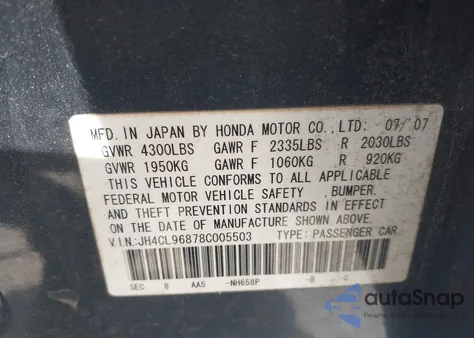 MFD. IN JAPAN BY HONDA MOTOR CO., LTD: 07/'07
GVWR 4300LBS GAWR F 2335LBS R 2030LBS
GVWR 1950KG GAWR F 1060KG R 920KG
THIS VEHICLE CONFORMS TO ALL APPLICABLE
FEDERAL MOTOR VEHICLE SAFETY ,BUMPER,
AND THEFT PREVENTION STANDARDS IN EFFECT ON
DATE OF MANUFACTURE SHOWN ABOVE.
V.I.N:JH4CL96878C005503 TYPE: PASSENGER CAR
SEC 8 AA5 -NH658P -B -C
autoSnap